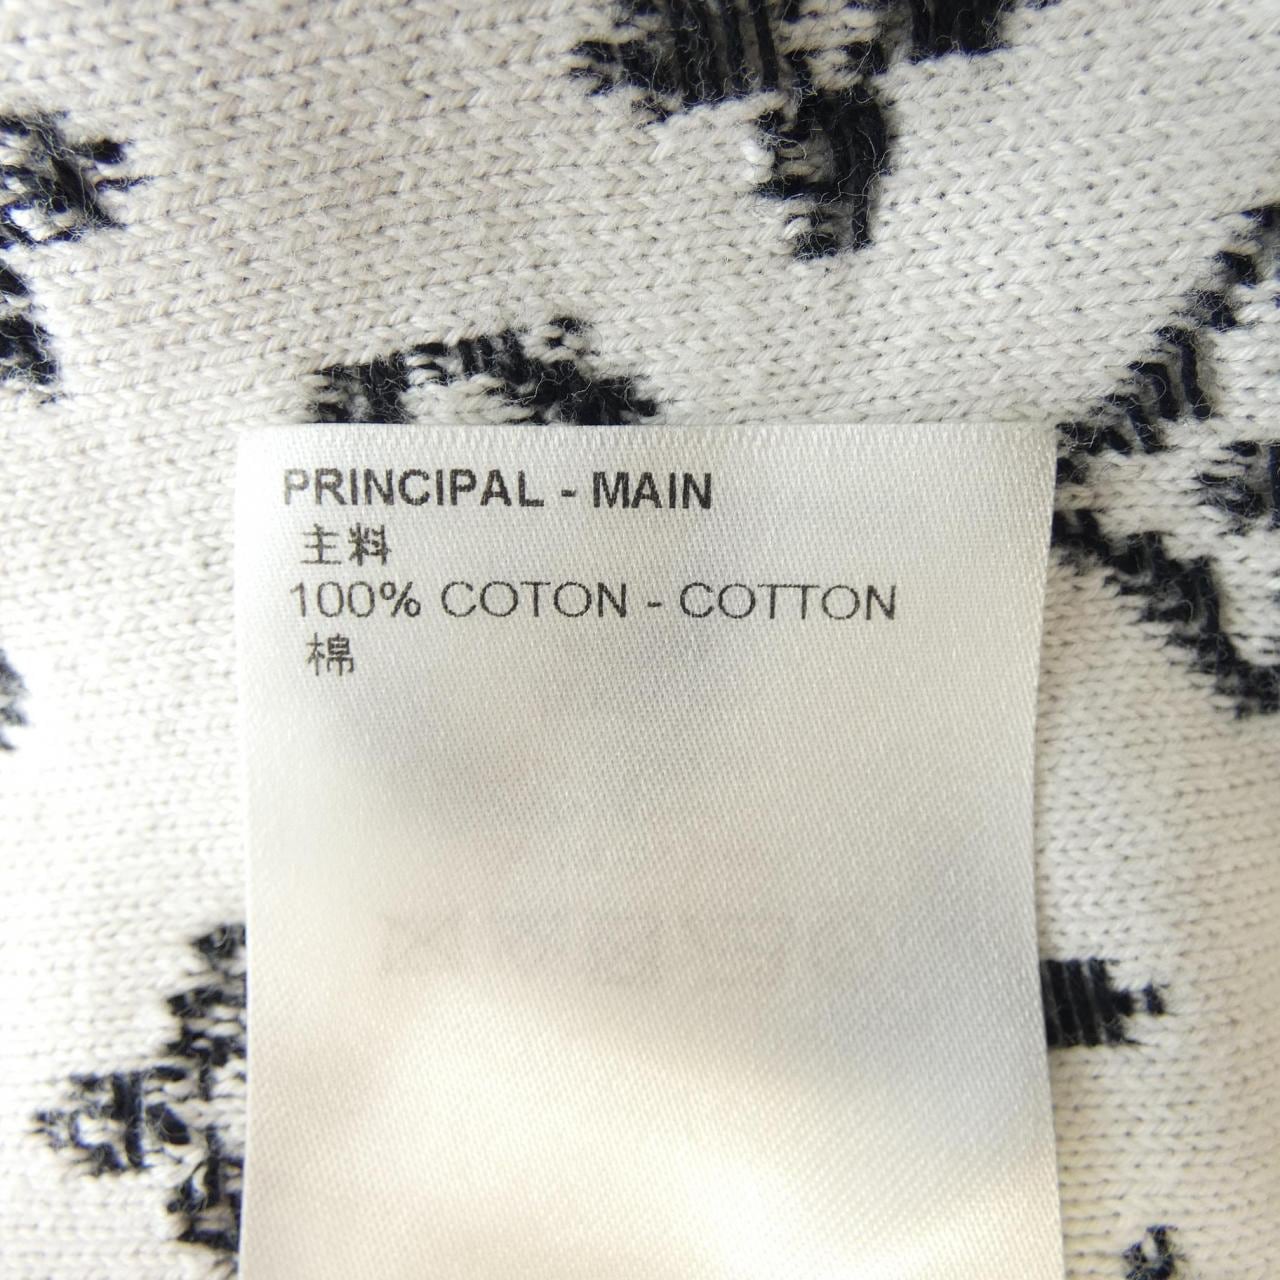 PRINCIPAL - MAIN
主料
100% COTON - COTTON
棉